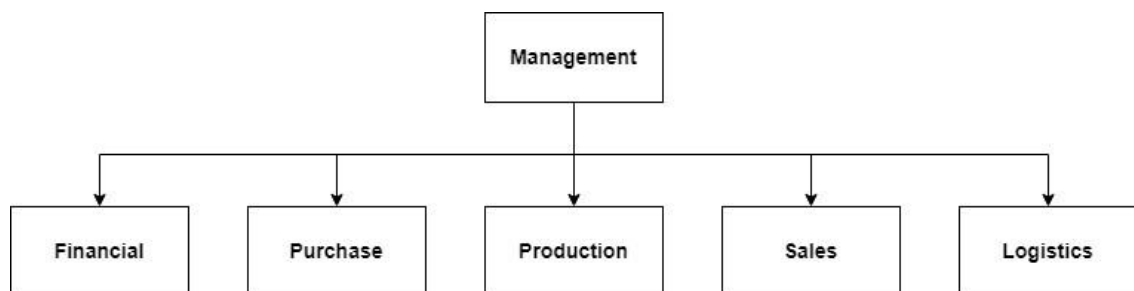 Management
Financial
Purchase
Production
Sales
Logistics